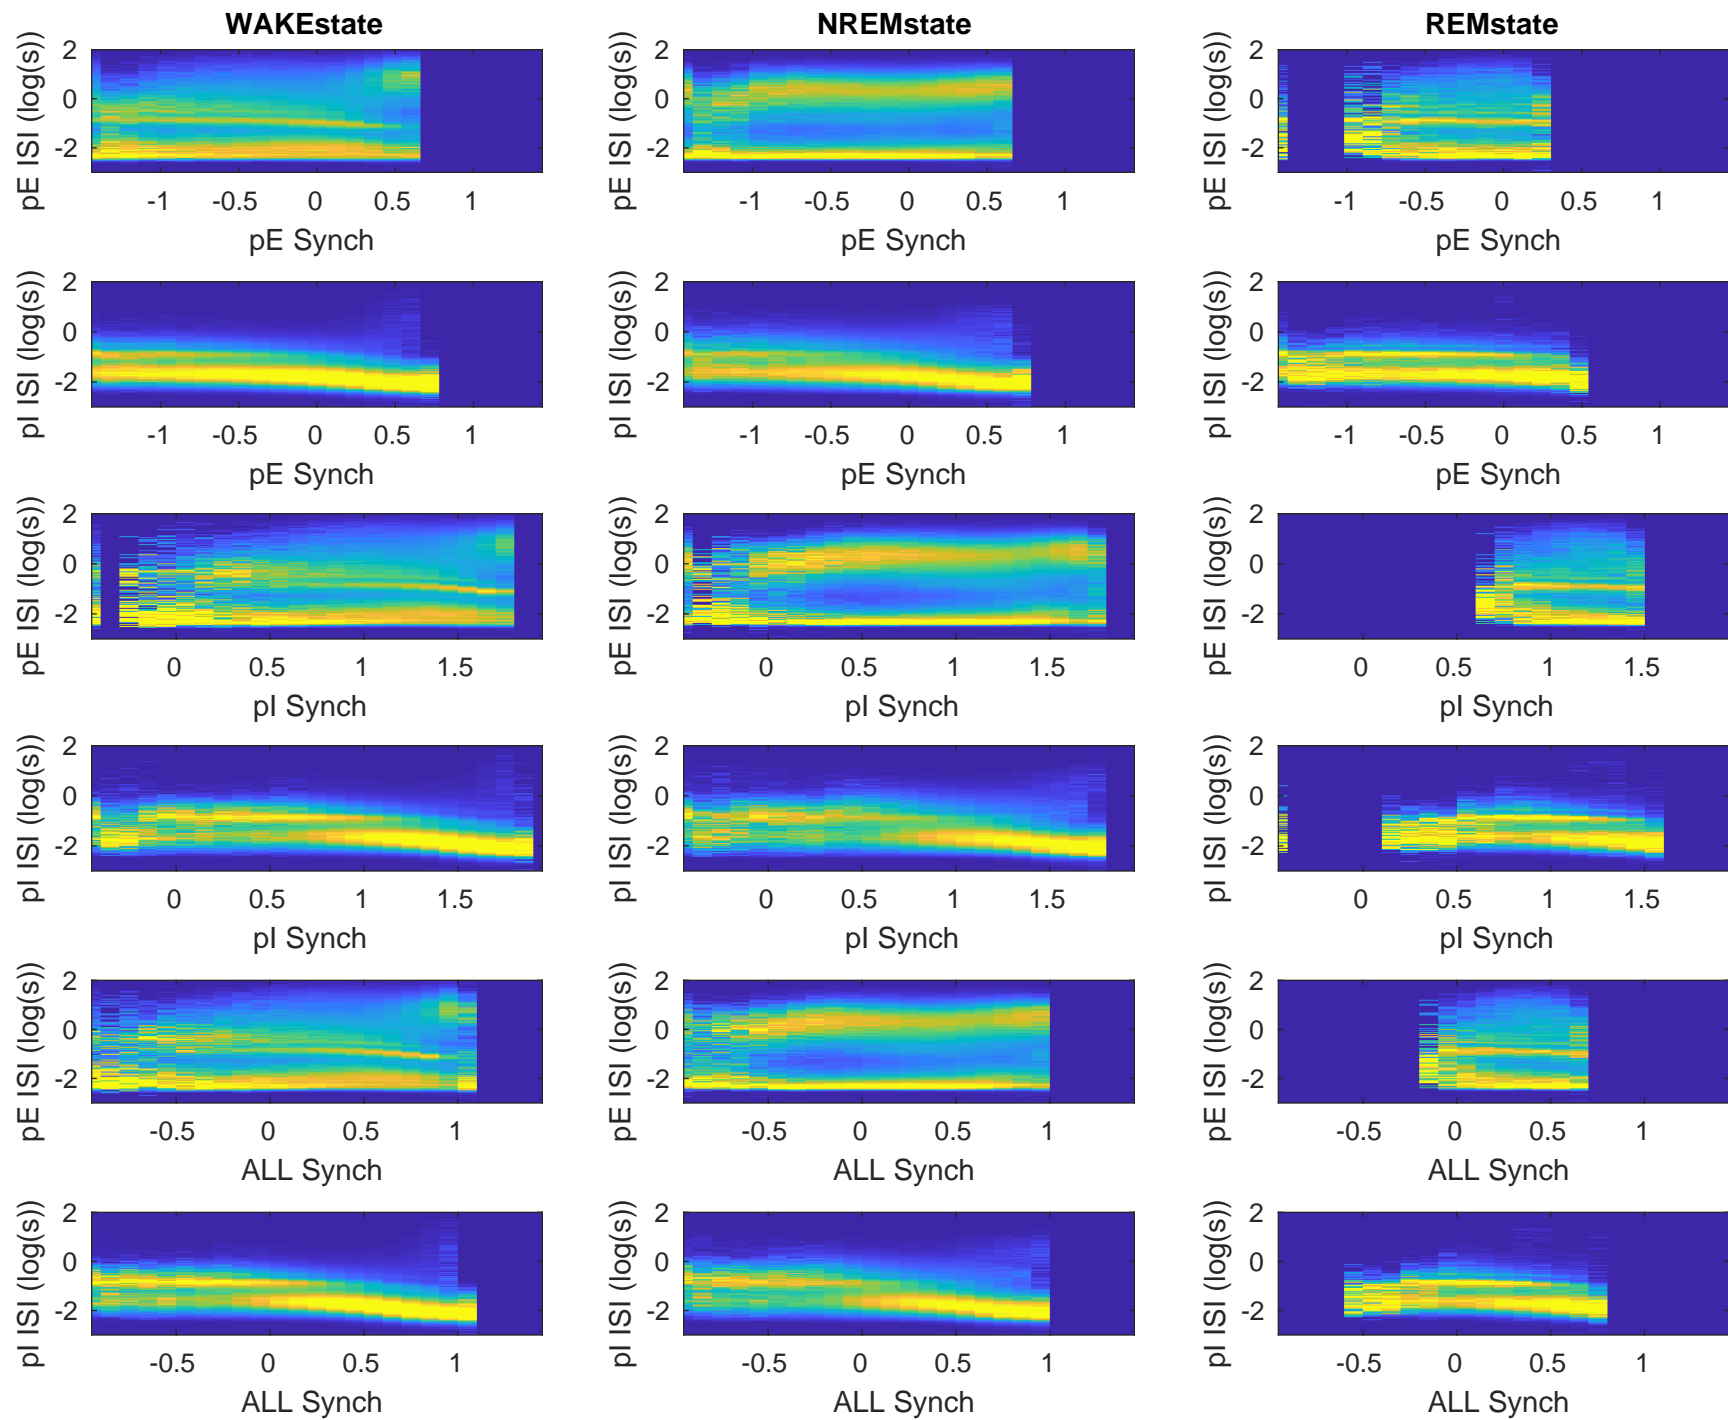 WAKEstate NREMstate REMstate
2 0 -2 pE ISI (log(s)) 2 0 -2 pE ISI (log(s)) 2 0 -2 pE ISI (log(s))
-1 -0.5 0 0.5 1 -1 -0.5 0 0.5 1 -1 -0.5 0 0.5 1
pE Synch pE Synch pE Synch
2 0 -2 pI ISI (log(s)) 2 0 -2 pI ISI (log(s)) 2 0 -2 pI ISI (log(s))
-1 -0.5 0 0.5 1 -1 -0.5 0 0.5 1 -1 -0.5 0 0.5 1
pE Synch pE Synch pE Synch
2 0 -2 pE ISI (log(s)) 2 0 -2 pE ISI (log(s)) 2 0 -2 pE ISI (log(s))
0 0.5 1 1.5 0 0.5 1 1.5 0 0.5 1 1.5
pI Synch pI Synch pI Synch
2 0 -2 pI ISI (log(s)) 2 0 -2 pI ISI (log(s)) 2 0 -2 pI ISI (log(s))
0 0.5 1 1.5 0 0.5 1 1.5 0 0.5 1 1.5
pI Synch pI Synch pI Synch
2 0 -2 pE ISI (log(s)) 2 0 -2 pE ISI (log(s)) 2 0 -2 pE ISI (log(s))
-0.5 0 0.5 1 -0.5 0 0.5 1 -0.5 0 0.5 1
ALL Synch ALL Synch ALL Synch
2 0 -2 pI ISI (log(s)) 2 0 -2 pI ISI (log(s)) 2 0 -2 pI ISI (log(s))
-0.5 0 0.5 1 -0.5 0 0.5 1 -0.5 0 0.5 1
ALL Synch ALL Synch ALL Synch